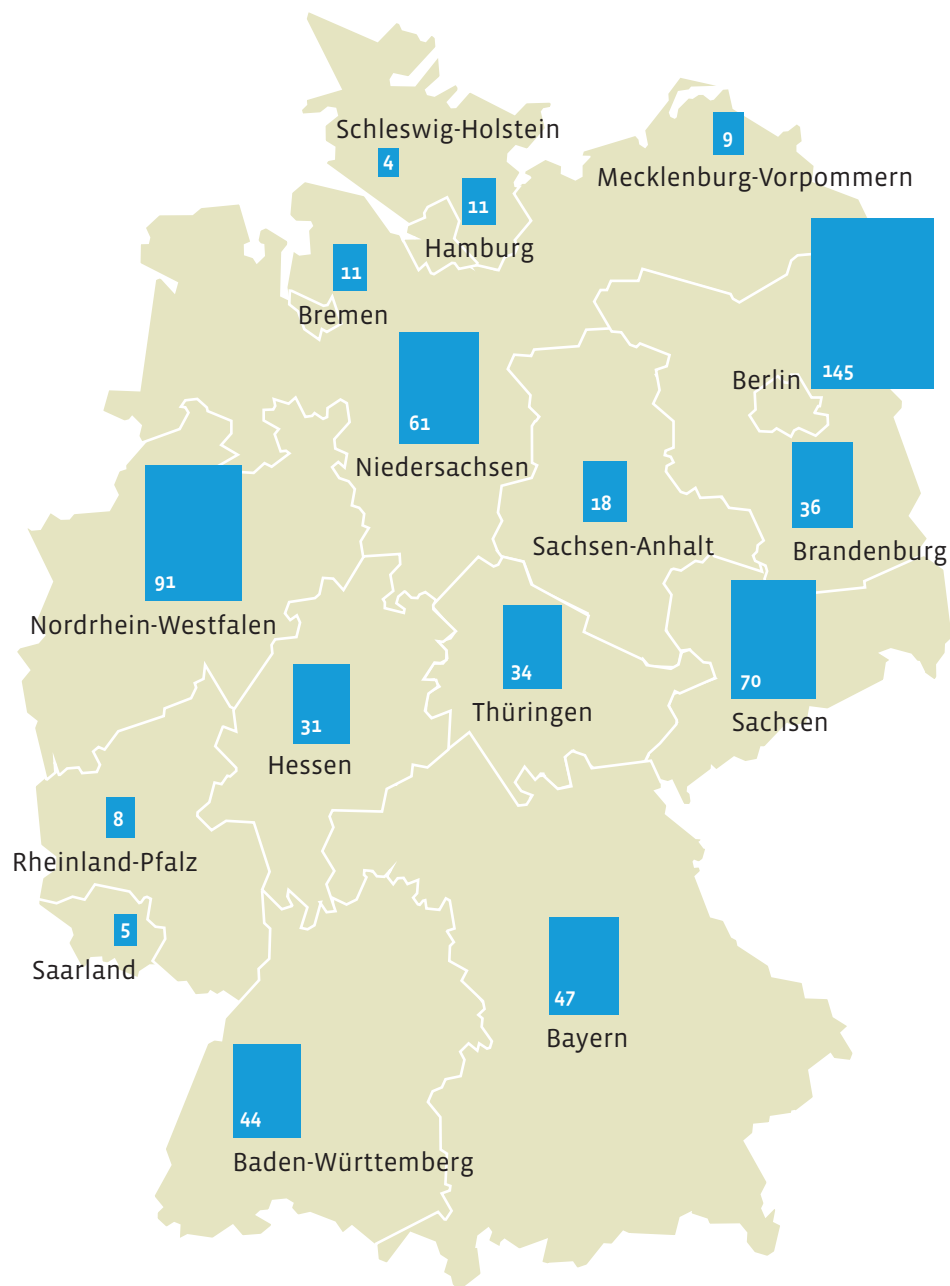 Schleswig-Holstein
4
9
Mecklenburg-Vorpommern
11
Hamburg
11
Bremen
145
Berlin
61
Niedersachsen
18
Sachsen-Anhalt
36
Brandenburg
91
Nordrhein-Westfalen
34
Thüringen
70
Sachsen
31
Hessen
8
Rheinland-Pfalz
5
Saarland
47
Bayern
44
Baden-Württemberg